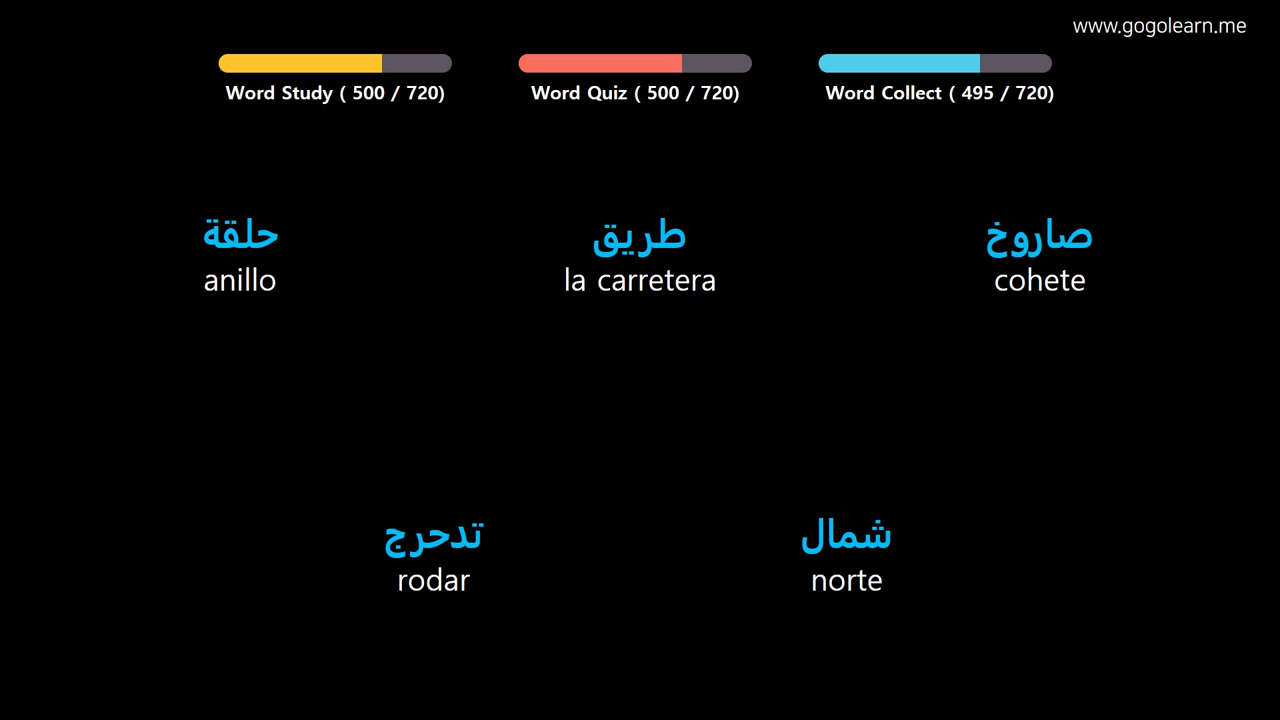 www.gogolearn.me
Word Study ( 500 / 720)
Word Quiz ( 500 / 720)
Word Collect ( 495 / 720)
حلقة
anillo
طريق
la carretera
صاروخ
cohete
تدحرج
rodar
شمال
norte